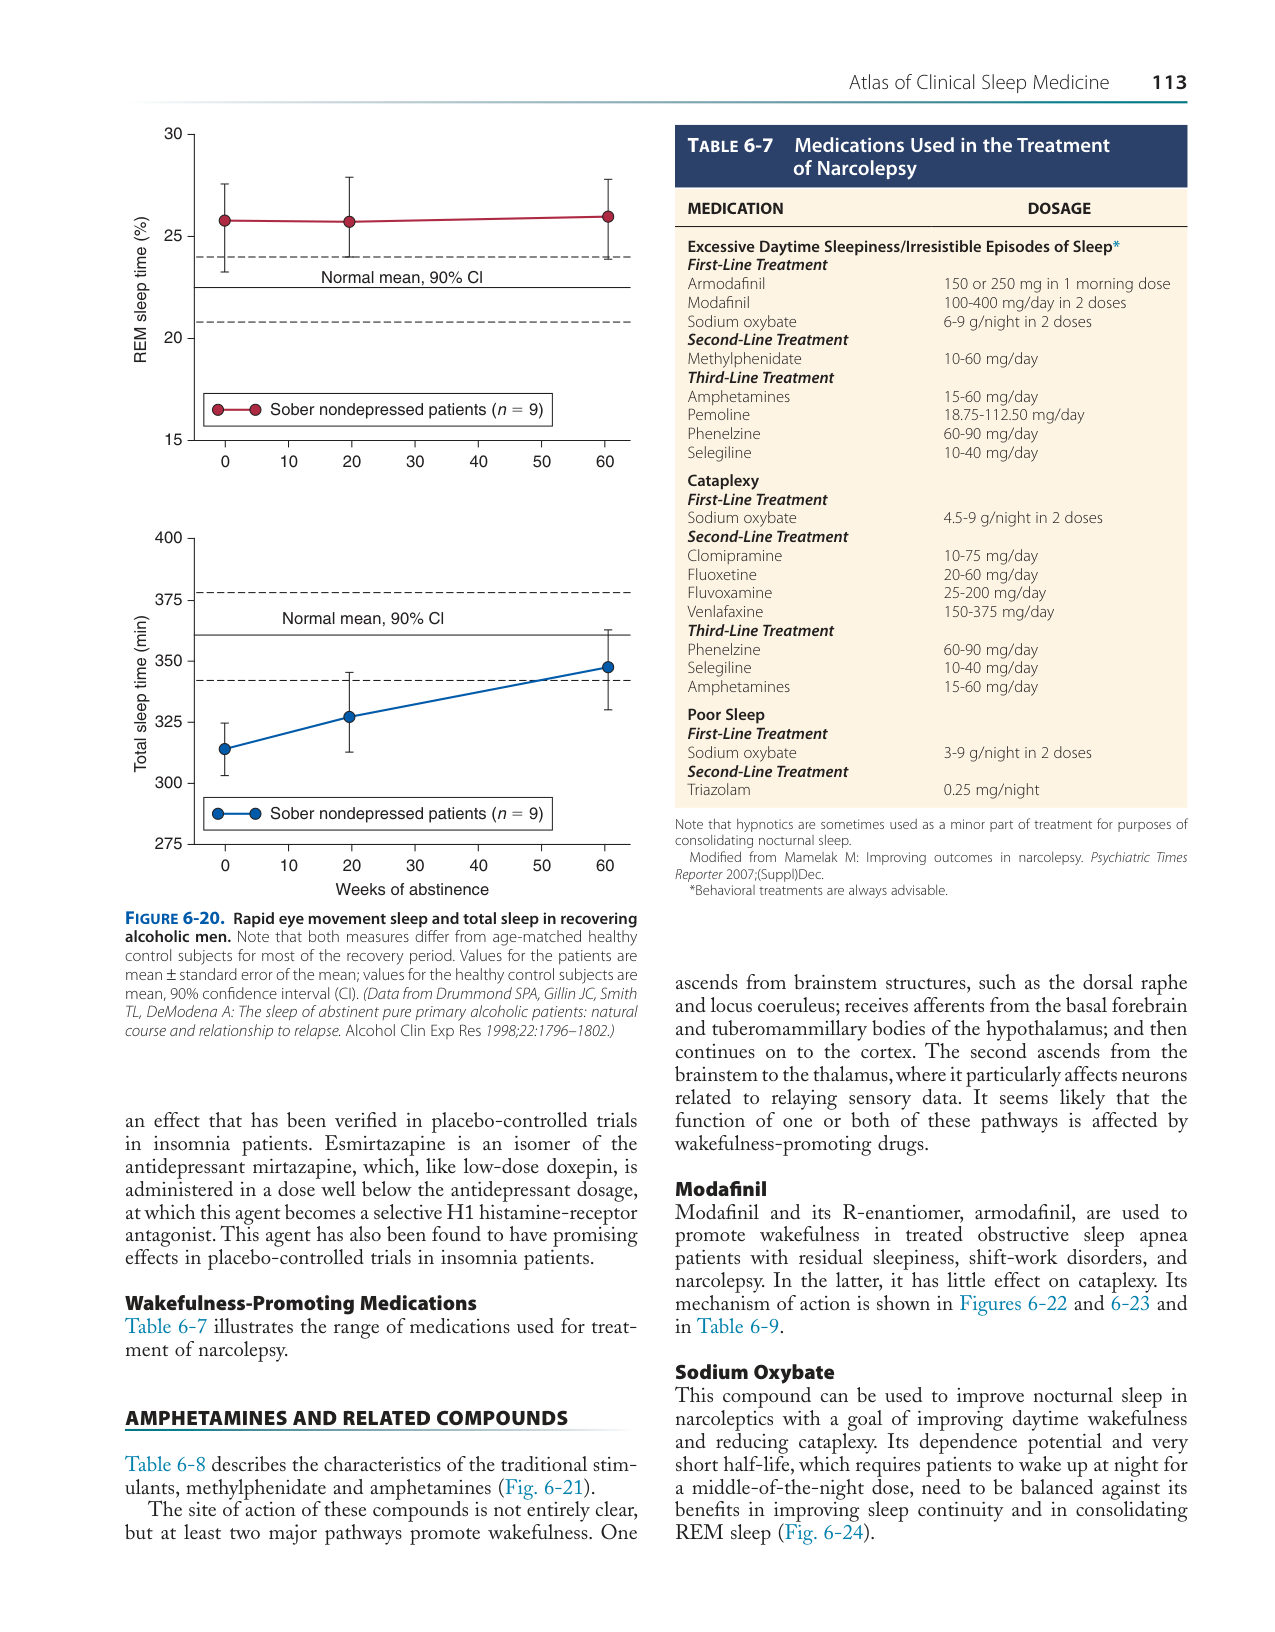 Atlas of Clinical Sleep Medicine 113
30
25
20
15
REM sleep time (%)
Normal mean, 90% CI
Sober nondepressed patients (n = 9)
0 10 20 30 40 50 60
400
375
350
325
300
275
Total sleep time (min)
Normal mean, 90% CI
Sober nondepressed patients (n = 9)
0 10 20 30 40 50 60
Weeks of abstinence
FIGURE 6-20. Rapid eye movement sleep and total sleep in recovering
alcoholic men. Note that both measures differ from age-matched healthy
control subjects for most of the recovery period. Values for the patients are
mean ± standard error of the mean; values for the healthy control subjects are
mean, 90% confidence interval (CI). (Data from Drummond SPA, Gillin JC, Smith
TL, DeModena A: The sleep of abstinent pure primary alcoholic patients: natural
course and relationship to relapse. Alcohol Clin Exp Res 1998;22:1796–1802.)
an effect that has been verified in placebo-controlled trials
in insomnia patients. Esmirtazapine is an isomer of the
antidepressant mirtazapine, which, like low-dose doxepin, is
administered in a dose well below the antidepressant dosage,
at which this agent becomes a selective H1 histamine-receptor
antagonist. This agent has also been found to have promising
effects in placebo-controlled trials in insomnia patients.
Wakefulness-Promoting Medications
Table 6-7 illustrates the range of medications used for treat-
ment of narcolepsy.
AMPHETAMINES AND RELATED COMPOUNDS
Table 6-8 describes the characteristics of the traditional stim-
ulants, methylphenidate and amphetamines (Fig. 6-21).
The site of action of these compounds is not entirely clear,
but at least two major pathways promote wakefulness. One
TABLE 6-7 Medications Used in the Treatment
of Narcolepsy
MEDICATION DOSAGE
Excessive Daytime Sleepiness/Irresistible Episodes of Sleep*
First-Line Treatment
Armodafinil 150 or 250 mg in 1 morning dose
Modafinil 100-400 mg/day in 2 doses
Sodium oxybate 6-9 g/night in 2 doses
Second-Line Treatment
Methylphenidate 10-60 mg/day
Third-Line Treatment
Amphetamines 15-60 mg/day
Pemoline 18.75-112.50 mg/day
Phenelzine 60-90 mg/day
Selegiline 10-40 mg/day
Cataplexy
First-Line Treatment
Sodium oxybate 4.5-9 g/night in 2 doses
Second-Line Treatment
Clomipramine 10-75 mg/day
Fluoxetine 20-60 mg/day
Fluvoxamine 25-200 mg/day
Venlafaxine 150-375 mg/day
Third-Line Treatment
Phenelzine 60-90 mg/day
Selegiline 10-40 mg/day
Amphetamines 15-60 mg/day
Poor Sleep
First-Line Treatment
Sodium oxybate 3-9 g/night in 2 doses
Second-Line Treatment
Triazolam 0.25 mg/night
Note that hypnotics are sometimes used as a minor part of treatment for purposes of
consolidating nocturnal sleep.
Modified from Mamelak M: Improving outcomes in narcolepsy. Psychiatric Times
Reporter 2007;(Suppl)Dec.
*Behavioral treatments are always advisable.
ascends from brainstem structures, such as the dorsal raphe
and locus coeruleus; receives afferents from the basal forebrain
and tuberomammillary bodies of the hypothalamus; and then
continues on to the cortex. The second ascends from the
brainstem to the thalamus, where it particularly affects neurons
related to relaying sensory data. It seems likely that the
function of one or both of these pathways is affected by
wakefulness-promoting drugs.
Modafinil
Modafinil and its R-enantiomer, armodafinil, are used to
promote wakefulness in treated obstructive sleep apnea
patients with residual sleepiness, shift-work disorders, and
narcolepsy. In the latter, it has little effect on cataplexy. Its
mechanism of action is shown in Figures 6-22 and 6-23 and
in Table 6-9.
Sodium Oxybate
This compound can be used to improve nocturnal sleep in
narcoleptics with a goal of improving daytime wakefulness
and reducing cataplexy. Its dependence potential and very
short half-life, which requires patients to wake up at night for
a middle-of-the-night dose, need to be balanced against its
benefits in improving sleep continuity and in consolidating
REM sleep (Fig. 6-24).